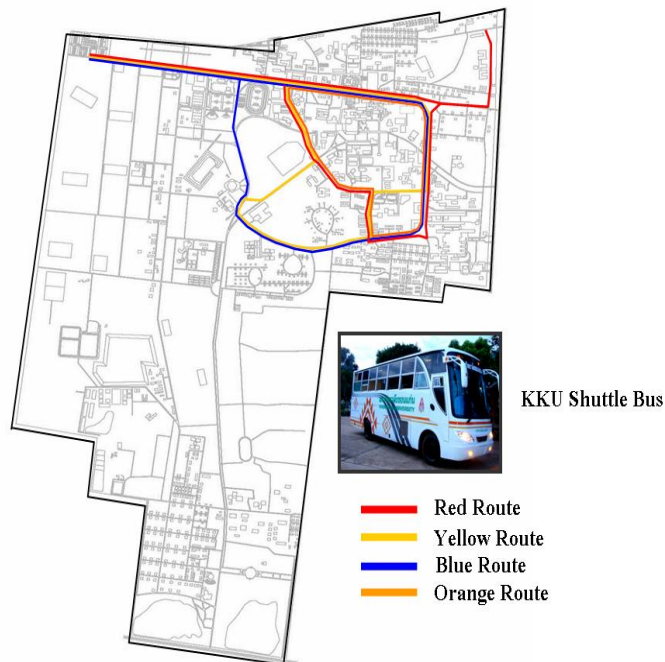 KKU Shuttle Bus
Red Route
Yellow Route
Blue Route
Orange Route